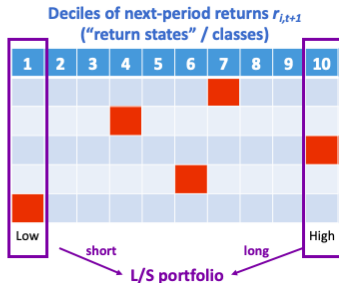 Deciles of next-period returns r_{i,t+1}
("return states" / classes)
1 2 3 4 5 6 7 8 9 10
Low High
short long
L/S portfolio